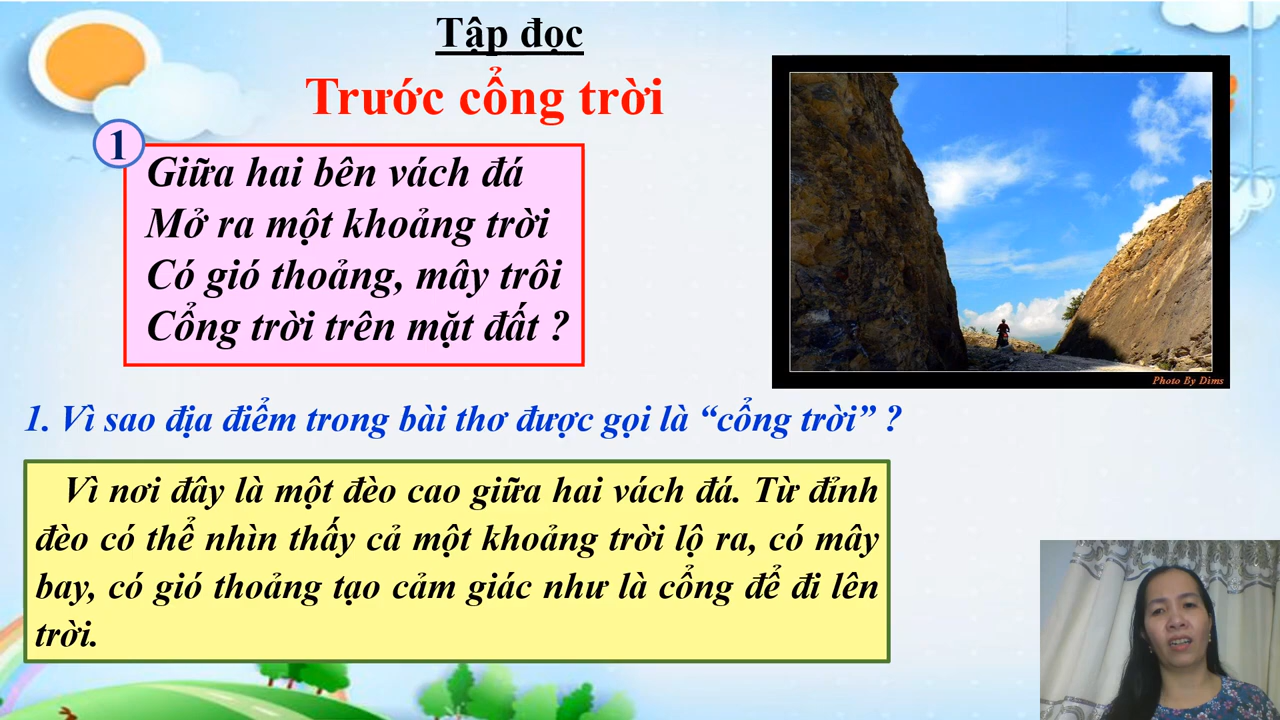 Tập đọc
Trước cổng trời
1
Giữa hai bên vách đá
Mở ra một khoảng trời
Có gió thoảng, mây trôi
Cổng trời trên mặt đất ?
Photo By Dims
1. Vì sao địa điểm trong bài thơ được gọi là “cổng trời” ?
Vì nơi đây là một đèo cao giữa hai vách đá. Từ đỉnh
đèo có thể nhìn thấy cả một khoảng trời lộ ra, có mây
bay, có gió thoảng tạo cảm giác như là cổng để đi lên
trời.